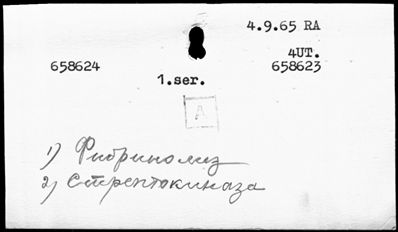 4.9.65 RA
4UT.
658624 658623
1.ser.
A
1) Фибринолиз
2) Стрептокиназа